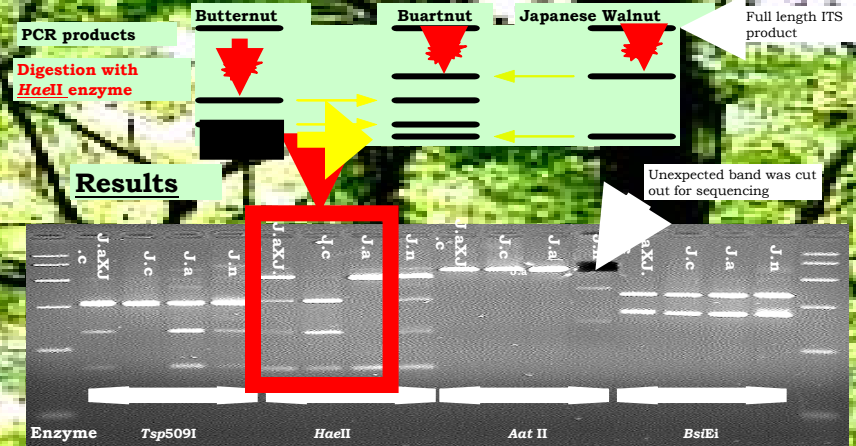 Butternut
Buartnut
Japanese Walnut
Full length ITS
product
PCR products
Digestion with
HaeII enzyme
Results
Unexpected band was cut
out for sequencing
J.aXJ
.c
J.c
J.a
J.n
J.aXJ.
J.c
J.a
J.n
J.aXJ
.c
J.c
J.a
aXJ.
J.c
J.a
J.n
Enzyme
Tsp509I
HaeII
Aat II
BsiEi